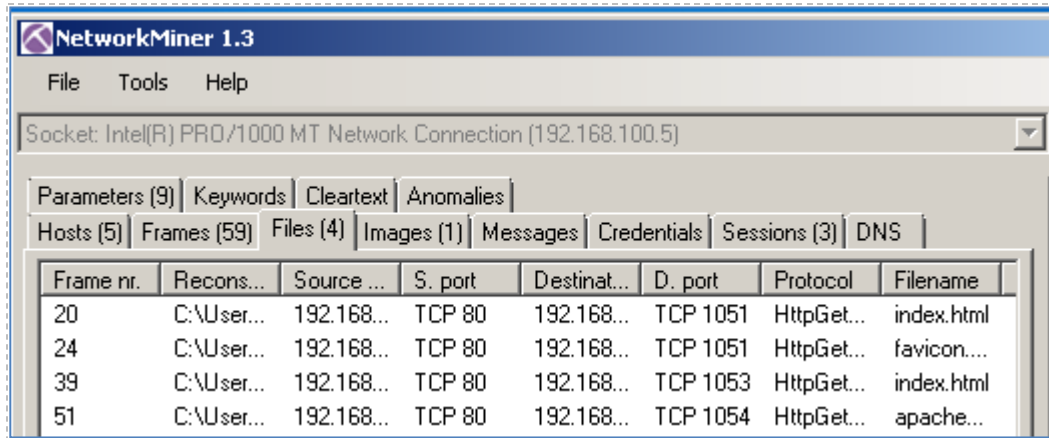 NetworkMiner 1.3
File Tools Help
Socket: Intel(R) PRO/1000 MT Network Connection (192.168.100.5)
Parameters (9) Keywords Cleartext Anomalies
Hosts (5) Frames (59) Files (4) Images (1) Messages Credentials Sessions (3) DNS
Frame nr. Recons... Source ... S. port Destinat... D. port Protocol Filename
20 C:\User... 192.168... TCP 80 192.168... TCP 1051 HttpGet... index.html
24 C:\User... 192.168... TCP 80 192.168... TCP 1051 HttpGet... favicon....
39 C:\User... 192.168... TCP 80 192.168... TCP 1053 HttpGet... index.html
51 C:\User... 192.168... TCP 80 192.168... TCP 1054 HttpGet... apache...